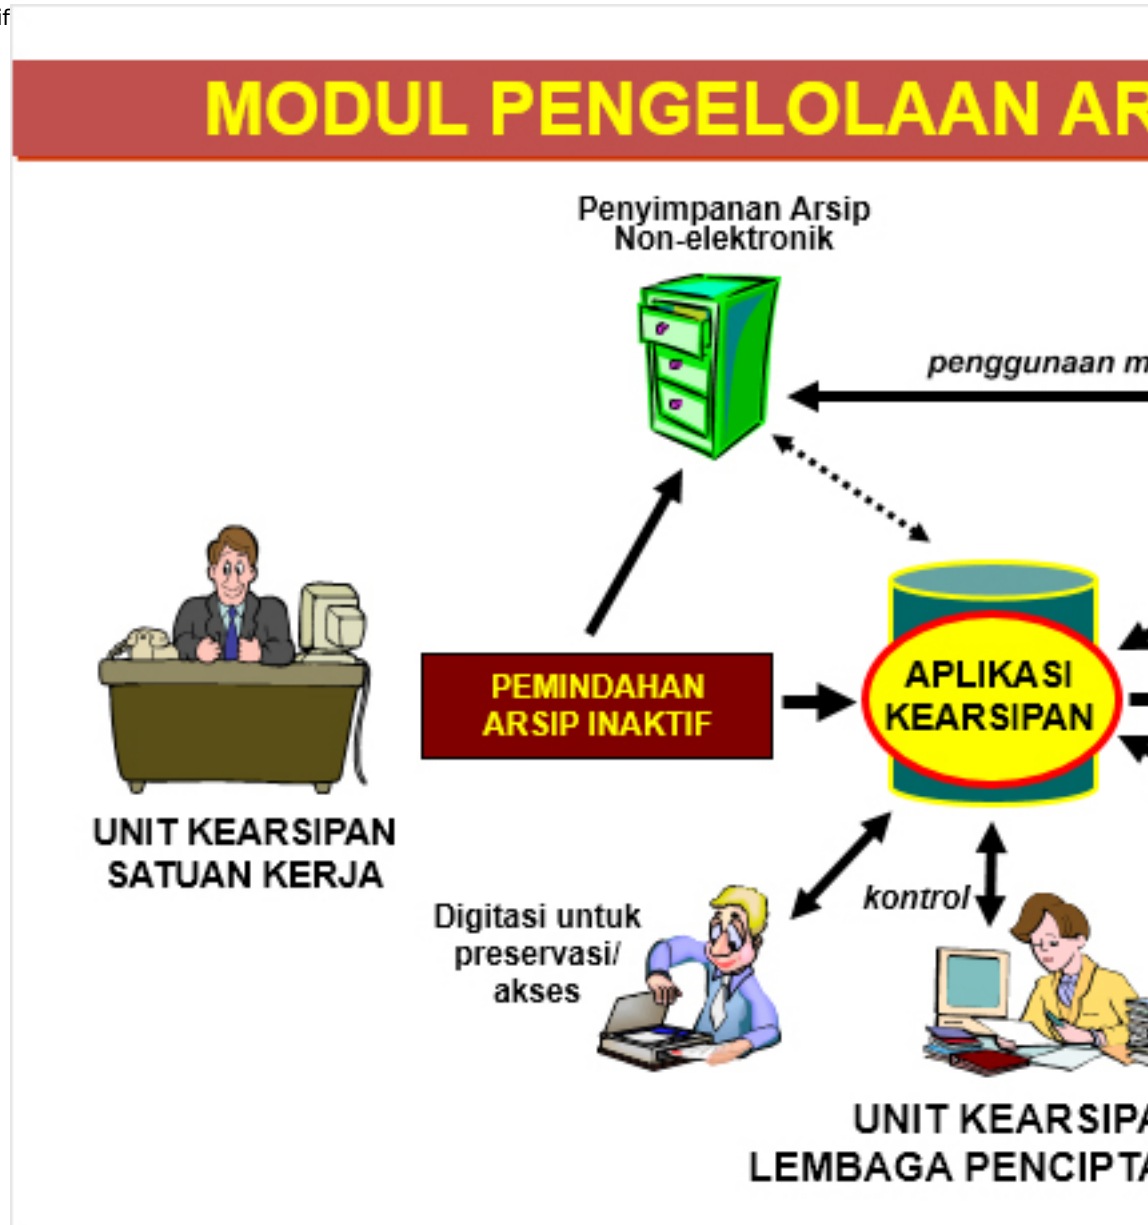 if
MODUL PENGELOLAAN AR
Penyimpanan Arsip
Non-elektronik
penggunaan m
PEMINDAHAN
ARSIP INAKTIF
APLIKASI
KEARSIPAN
UNIT KEARSIPAN
SATUAN KERJA
Digitasi untuk
preservasi/
akses
kontrol
UNIT KEARSIPA
LEMBAGA PENCIPTA